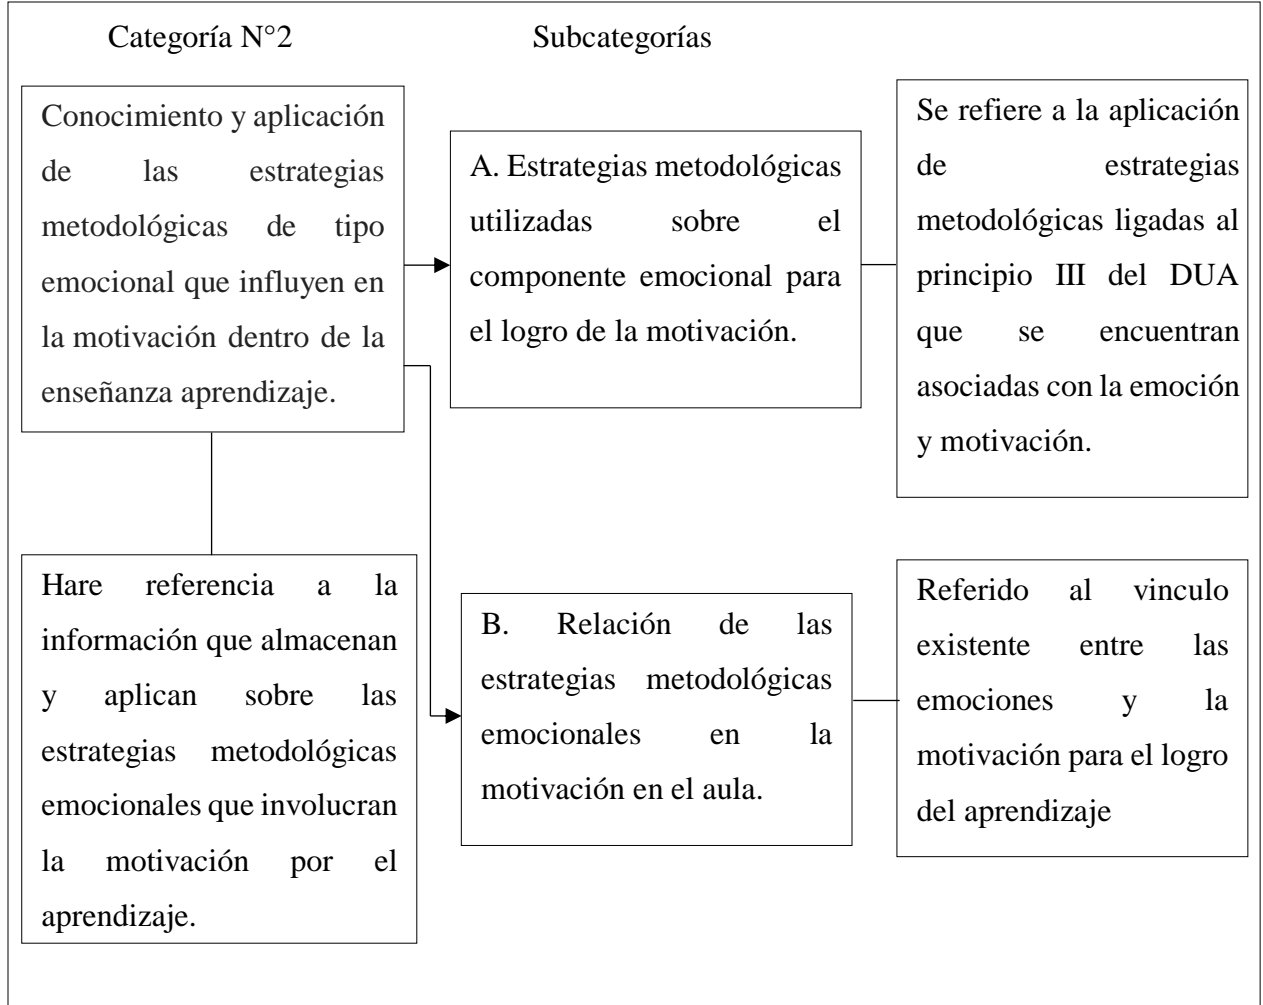 Categoría N°2
Subcategorías
Conocimiento y aplicación
de las estrategias
metodológicas de tipo
emocional que influyen en
la motivación dentro de la
enseñanza aprendizaje.
A. Estrategias metodológicas
utilizadas sobre el
componente emocional para
el logro de la motivación.
Se refiere a la aplicación
de estrategias
metodológicas ligadas al
principio III del DUA
que se encuentran
asociadas con la emoción
y motivación.
Hare referencia a la
información que almacenan
y aplican sobre las
estrategias metodológicas
emocionales que involucran
la motivación por el
aprendizaje.
B. Relación de las
estrategias metodológicas
emocionales en la
motivación en el aula.
Referido al vinculo
existente entre las
emociones y la
motivación para el logro
del aprendizaje